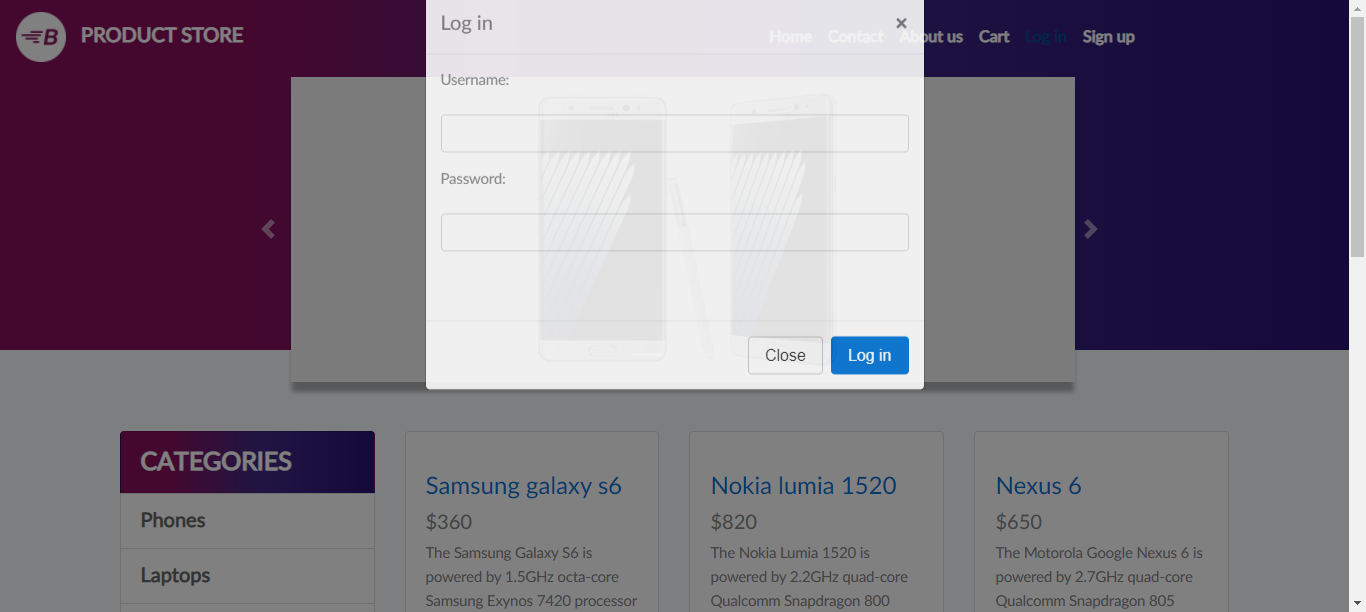 B PRODUCT STORE
Home Contact About us Cart Log in Sign up
Log in ×
Username:
Password:
Close Log in
CATEGORIES
Phones
Laptops
Samsung galaxy s6
$360
The Samsung Galaxy S6 is
powered by 1.5GHz octa-core
Samsung Exynos 7420 processor
Nokia lumia 1520
$820
The Nokia Lumia 1520 is
powered by 2.2GHz quad-core
Qualcomm Snapdragon 800
Nexus 6
$650
The Motorola Google Nexus 6 is
powered by 2.7GHz quad-core
Qualcomm Snapdragon 805